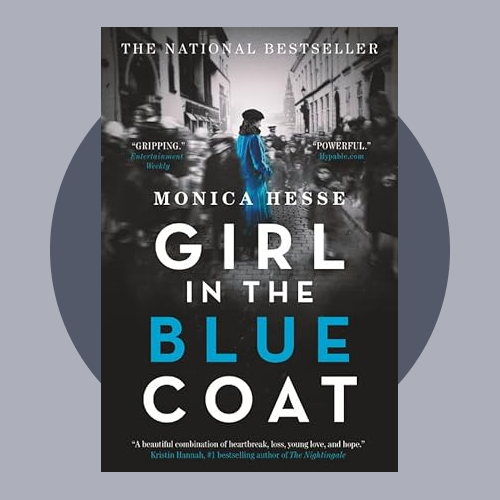 THE NATIONAL BESTSELLER
“GRIPPING.”
Entertainment
Weekly
“POWERFUL.”
Hypable.com
MONICA HESSE
GIRL
IN THE
BLUE
COAT
“A beautiful combination of heartbreak, loss, young love, and hope.”
Kristin Hannah, #1 bestselling author of The Nightingale